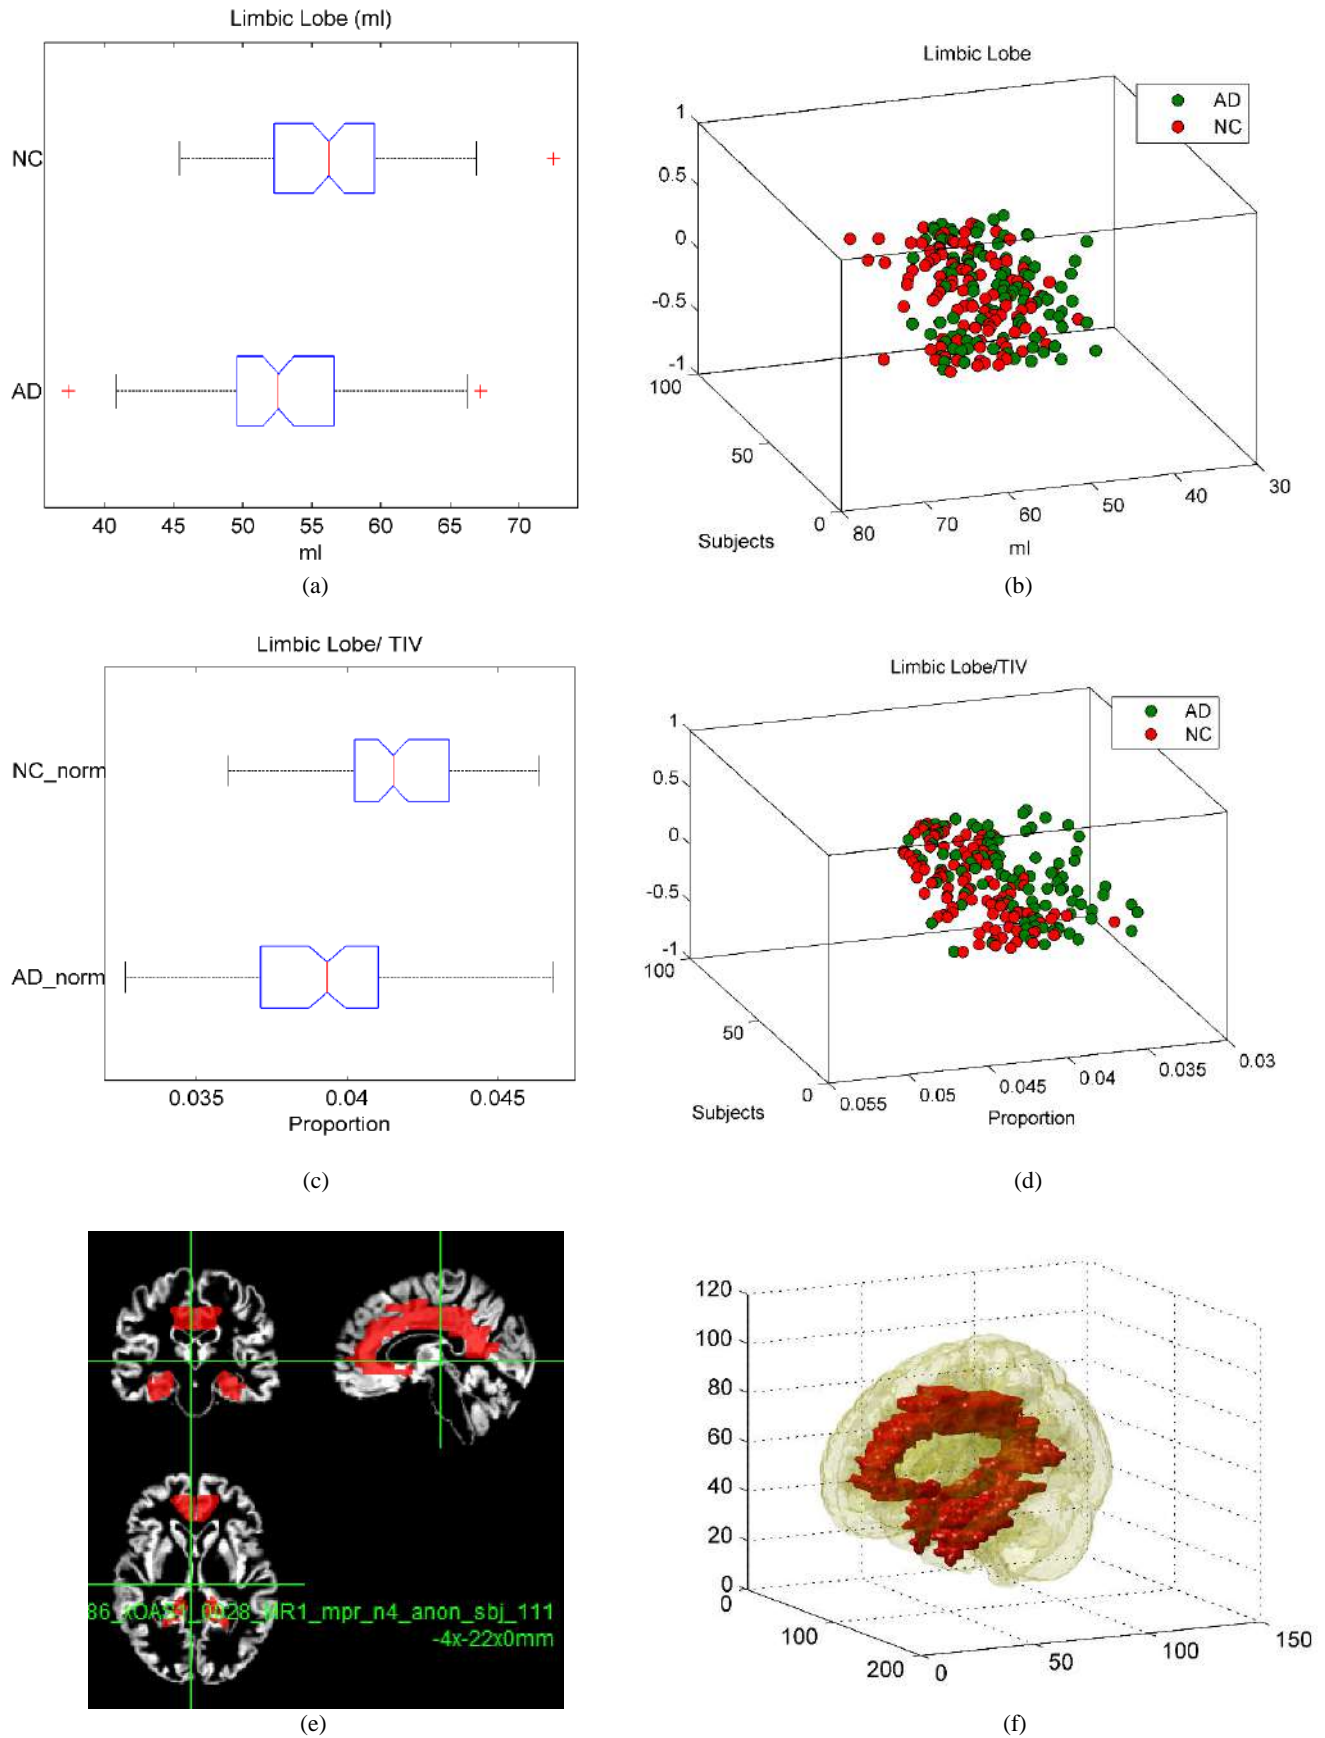 Limbic Lobe (ml)
NC
AD
40 45 50 55 60 65 70
ml
(a)
Limbic Lobe
AD
NC
1
0.5
0
-0.5
-1
100
50
0
Subjects
80 70 60 50 40 30
ml
(b)
Limbic Lobe/ TIV
NC_norm
AD_norm
0.035 0.04 0.045
Proportion
(c)
Limbic Lobe/TIV
AD
NC
1
0.5
0
-0.5
-1
100
50
0
Subjects
0.055 0.05 0.045 0.04 0.035 0.03
Proportion
(d)
MR1_mpr_n4_anon_sbj_111
-4x-22x0mm
(e)
120
100
80
60
40
20
0
0
100
200
0
50
100
150
(f)